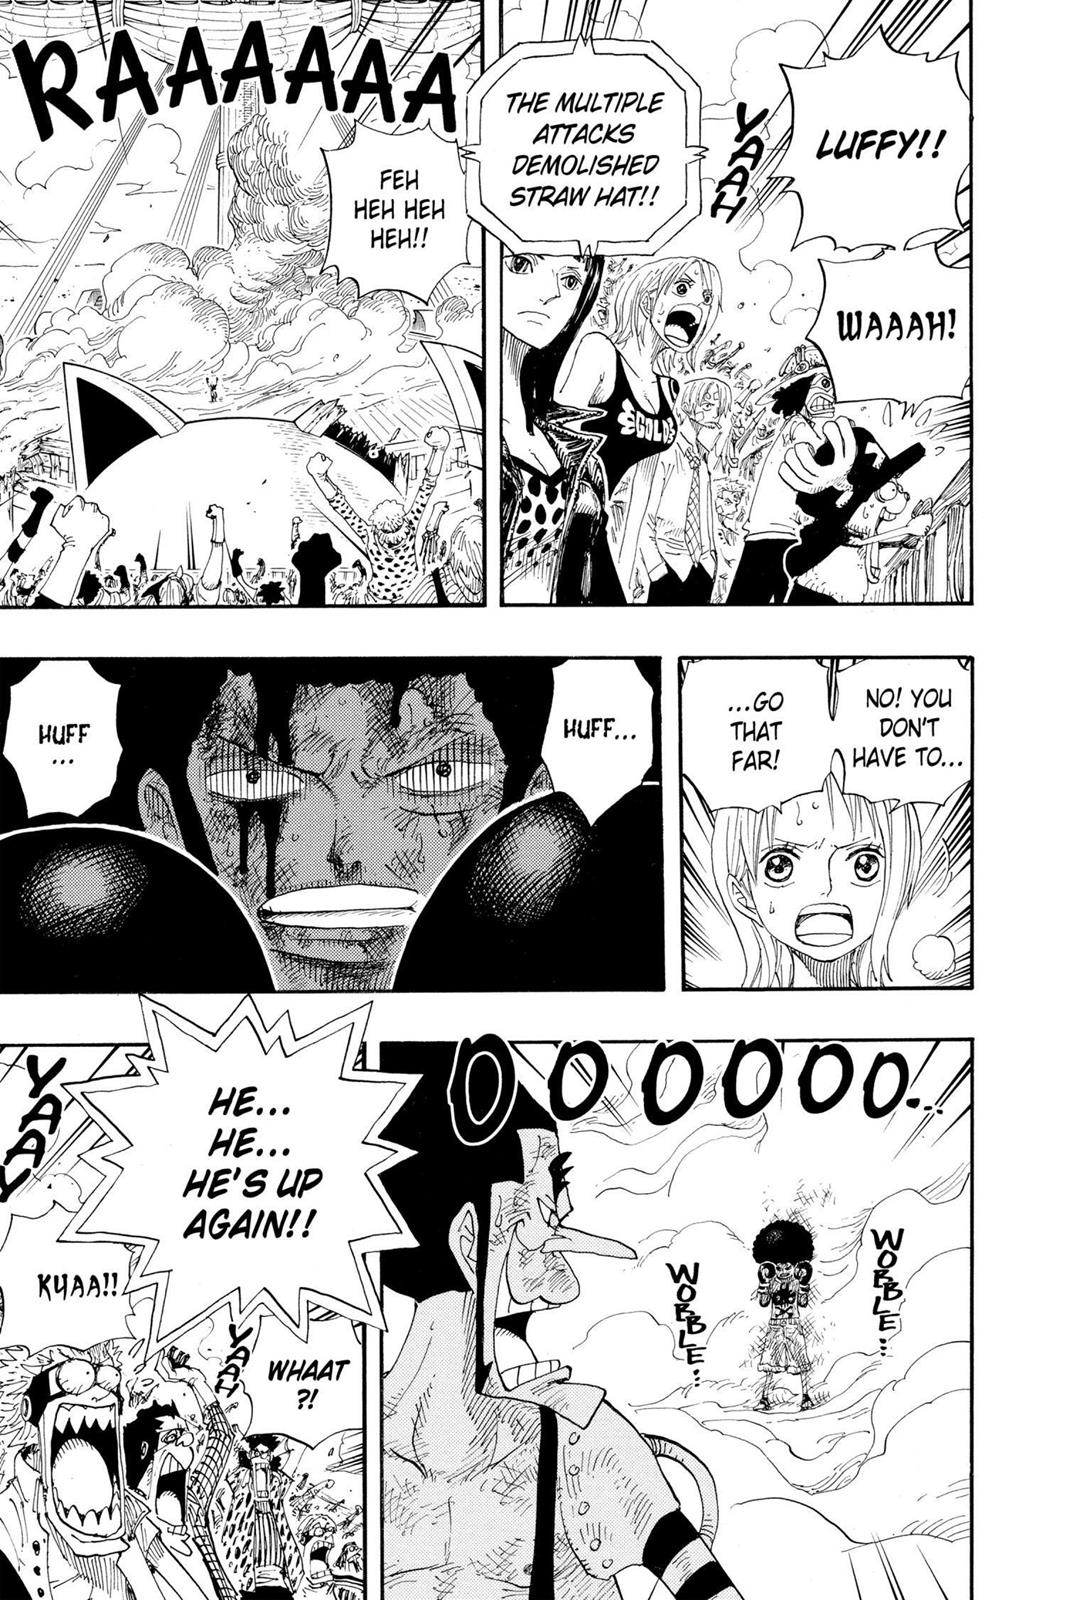 LUFFY!!
WAAAH!
YAAH
THE MULTIPLE
ATTACKS
DEMOLISHED
STRAW HAT!!
GOLD
RAAAAAA
FEH
HEH HEH
HEH!!
NO! YOU
DON'T
HAVE TO...
...GO
THAT
FAR!
HUFF...
HUFF
...
OOOOOO...
WOBBLE...
WOBBLE...
HE...
HE...
HE'S UP
AGAIN!!
YAAY
KYAA!!
YAAH
WHAAT
?!